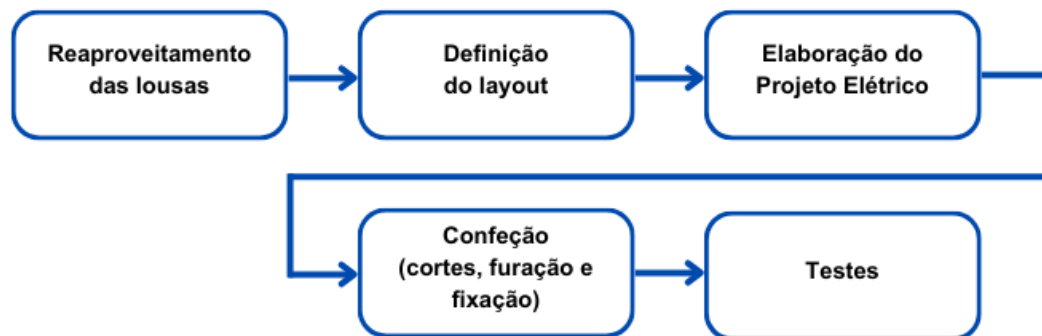 Reaproveitamento
das lousas
Definição
do layout
Elaboração do
Projeto Elétrico
Confeção
(cortes, furação e
fixação)
Testes